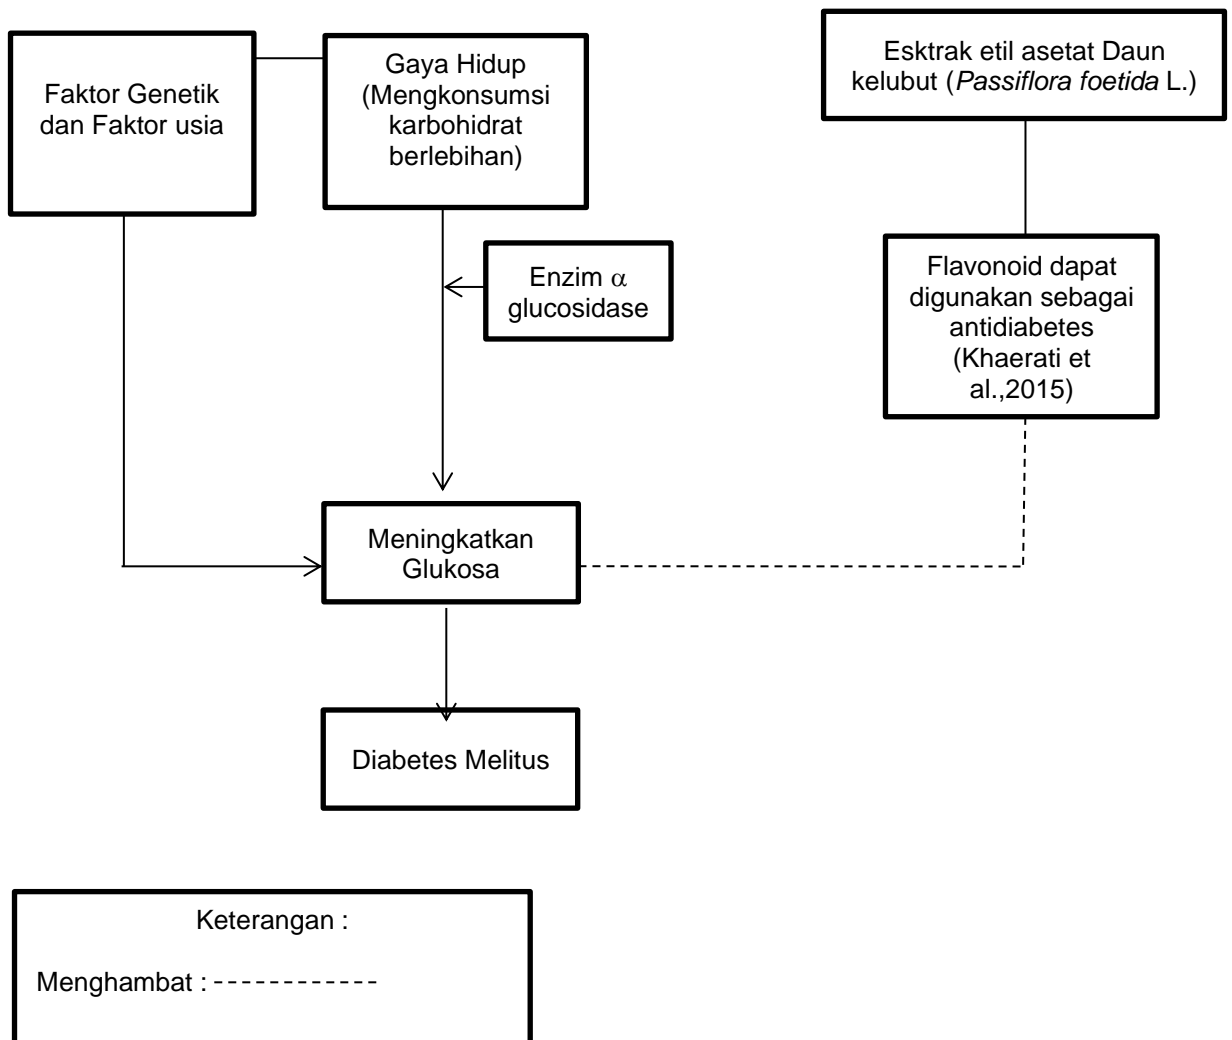 Faktor Genetik
dan Faktor usia
Gaya Hidup
(Mengkonsumsi
karbohidrat
berlebihan)
Esktrak etil asetat Daun
kelubut (Passiflora foetida L.)
Enzim α
glucosidase
Flavonoid dapat
digunakan sebagai
antidiabetes
(Khaerati et
al.,2015)
Meningkatkan
Glukosa
Diabetes Melitus
Keterangan :
Menghambat : ------------